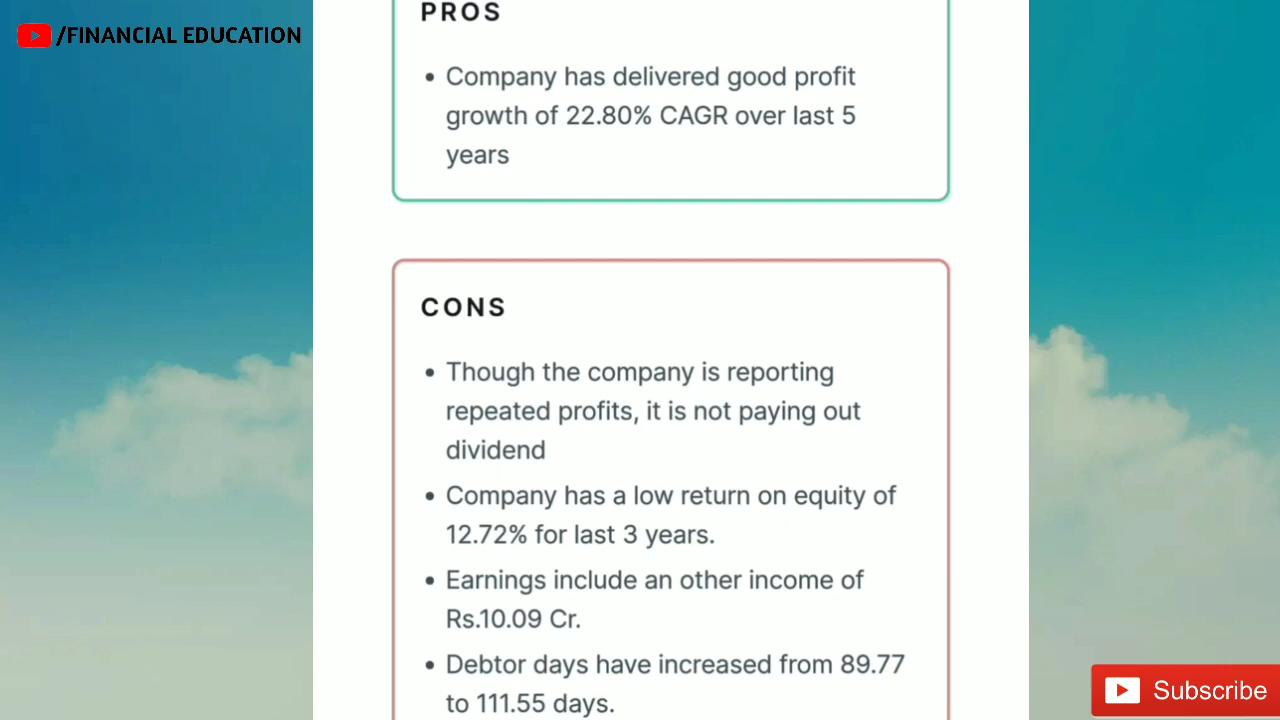 /FINANCIAL EDUCATION
PROS
• Company has delivered good profit
growth of 22.80% CAGR over last 5
years
CONS
• Though the company is reporting
repeated profits, it is not paying out
dividend
• Company has a low return on equity of
12.72% for last 3 years.
• Earnings include an other income of
Rs.10.09 Cr.
• Debtor days have increased from 89.77
to 111.55 days.
Subscribe